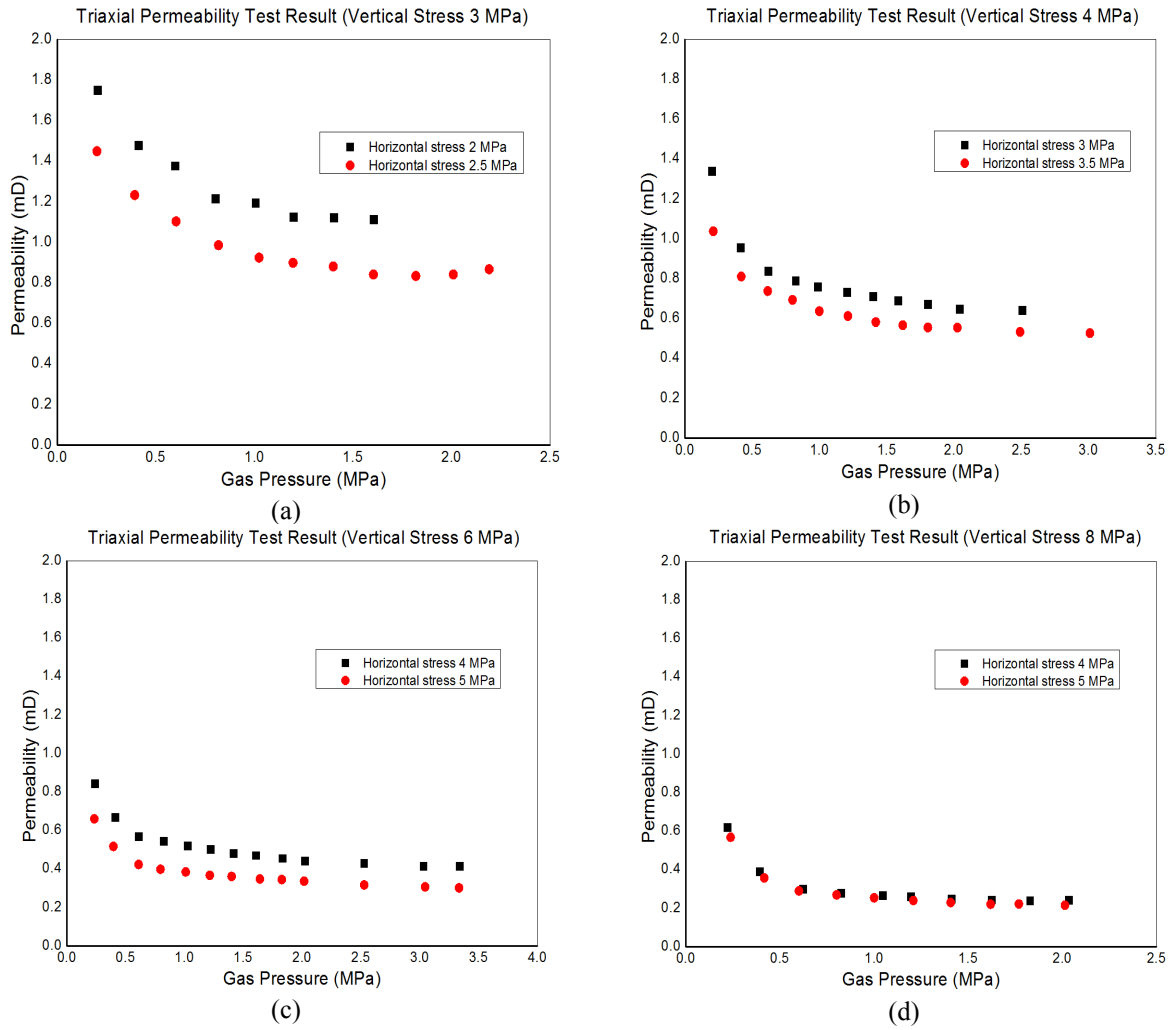 Triaxial Permeability Test Result (Vertical Stress 3 MPa)
2.0
1.8
1.6
1.4
1.2
1.0
0.8
0.6
0.4
0.2
0.0
Permeability (mD)
Horizontal stress 2 MPa
Horizontal stress 2.5 MPa
0.0 0.5 1.0 1.5 2.0 2.5
Gas Pressure (MPa)
(a)
Triaxial Permeability Test Result (Vertical Stress 4 MPa)
2.0
1.8
1.6
1.4
1.2
1.0
0.8
0.6
0.4
0.2
0.0
Permeability (mD)
Horizontal stress 3 MPa
Horizontal stress 3.5 MPa
0.0 0.5 1.0 1.5 2.0 2.5 3.0 3.5
Gas Pressure (MPa)
(b)
Triaxial Permeability Test Result (Vertical Stress 6 MPa)
2.0
1.8
1.6
1.4
1.2
1.0
0.8
0.6
0.4
0.2
0.0
Permeability (mD)
Horizontal stress 4 MPa
Horizontal stress 5 MPa
0.0 0.5 1.0 1.5 2.0 2.5 3.0 3.5 4.0
Gas Pressure (MPa)
(c)
Triaxial Permeability Test Result (Vertical Stress 8 MPa)
2.0
1.8
1.6
1.4
1.2
1.0
0.8
0.6
0.4
0.2
0.0
Permeability (mD)
Horizontal stress 4 MPa
Horizontal stress 5 MPa
0.0 0.5 1.0 1.5 2.0 2.5
Gas Pressure (MPa)
(d)